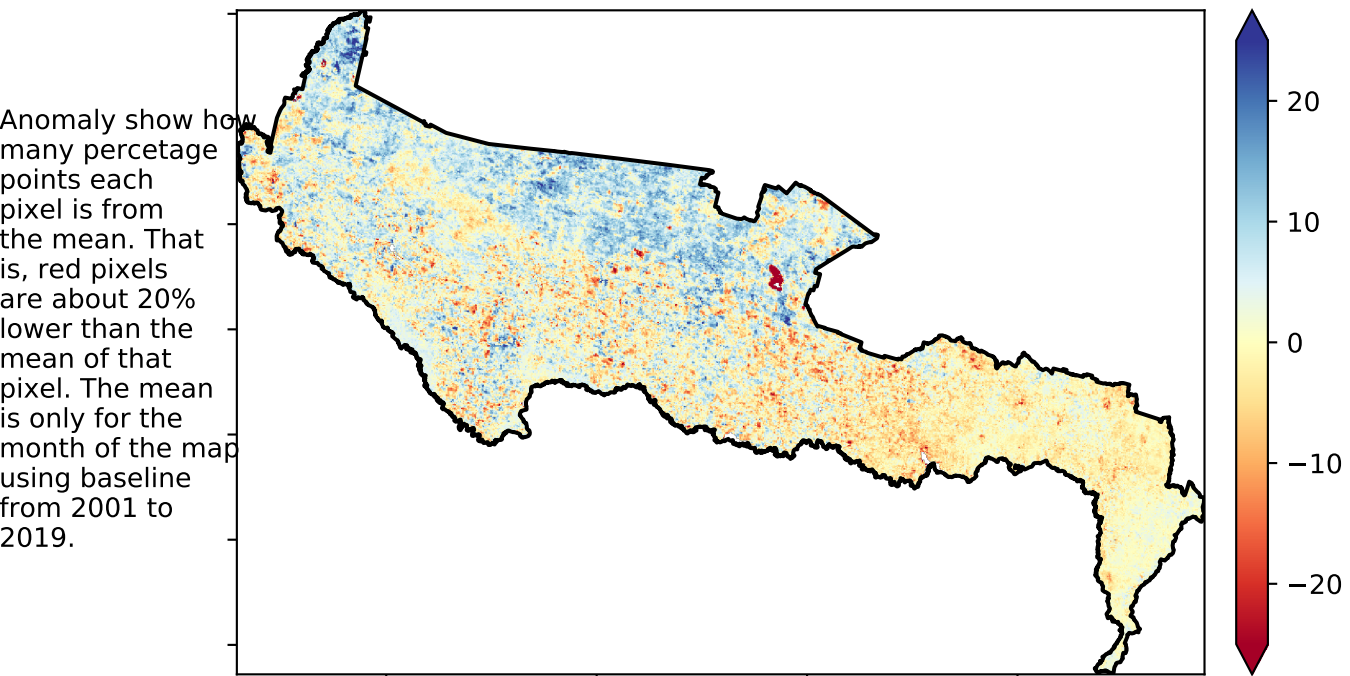 Anomaly show how
many percetage
points each
pixel is from
the mean. That
is, red pixels
are about 20%
lower than the
mean of that
pixel. The mean
is only for the
month of the map
using baseline
from 2001 to
2019.
20
10
0
−10
−20